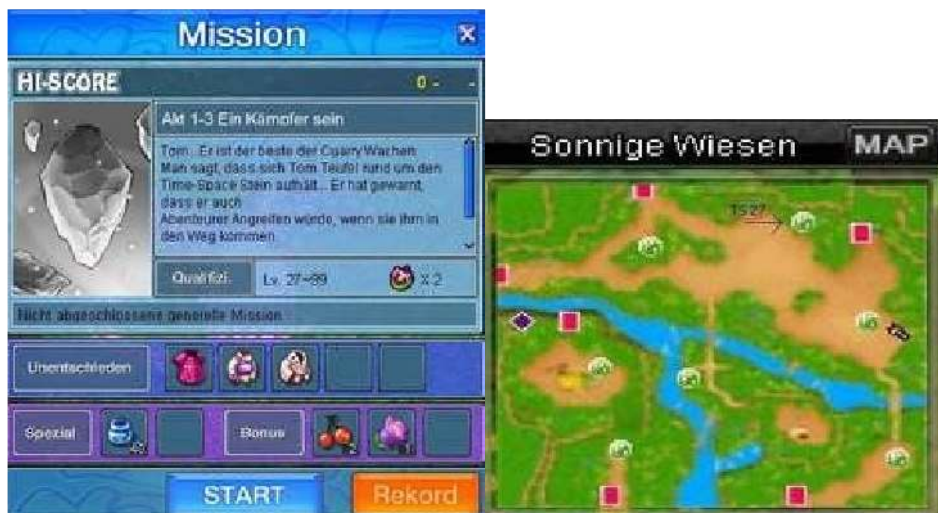 Mission
HI-SCORE
0 - -
Akt 1-3 Ein Kämpfer sein
Tom.. Er ist der beste der Cuarry Wachen.
Man sagt, dass sich Tom Teufel rund um den
Time-Space Stein aufhält... Er hat gewarnt,
dass er auch
Abenteurer Angreifen würde, wenn sie ihm in
den Weg kommen.
Qualifizi.
Lv. 27~99
X 2
Nicht abgeschlossene generelle Mission
Unentschieden
Spezial
Bonus
START
Rekord
Sonnige Wiesen
MAP
TS27